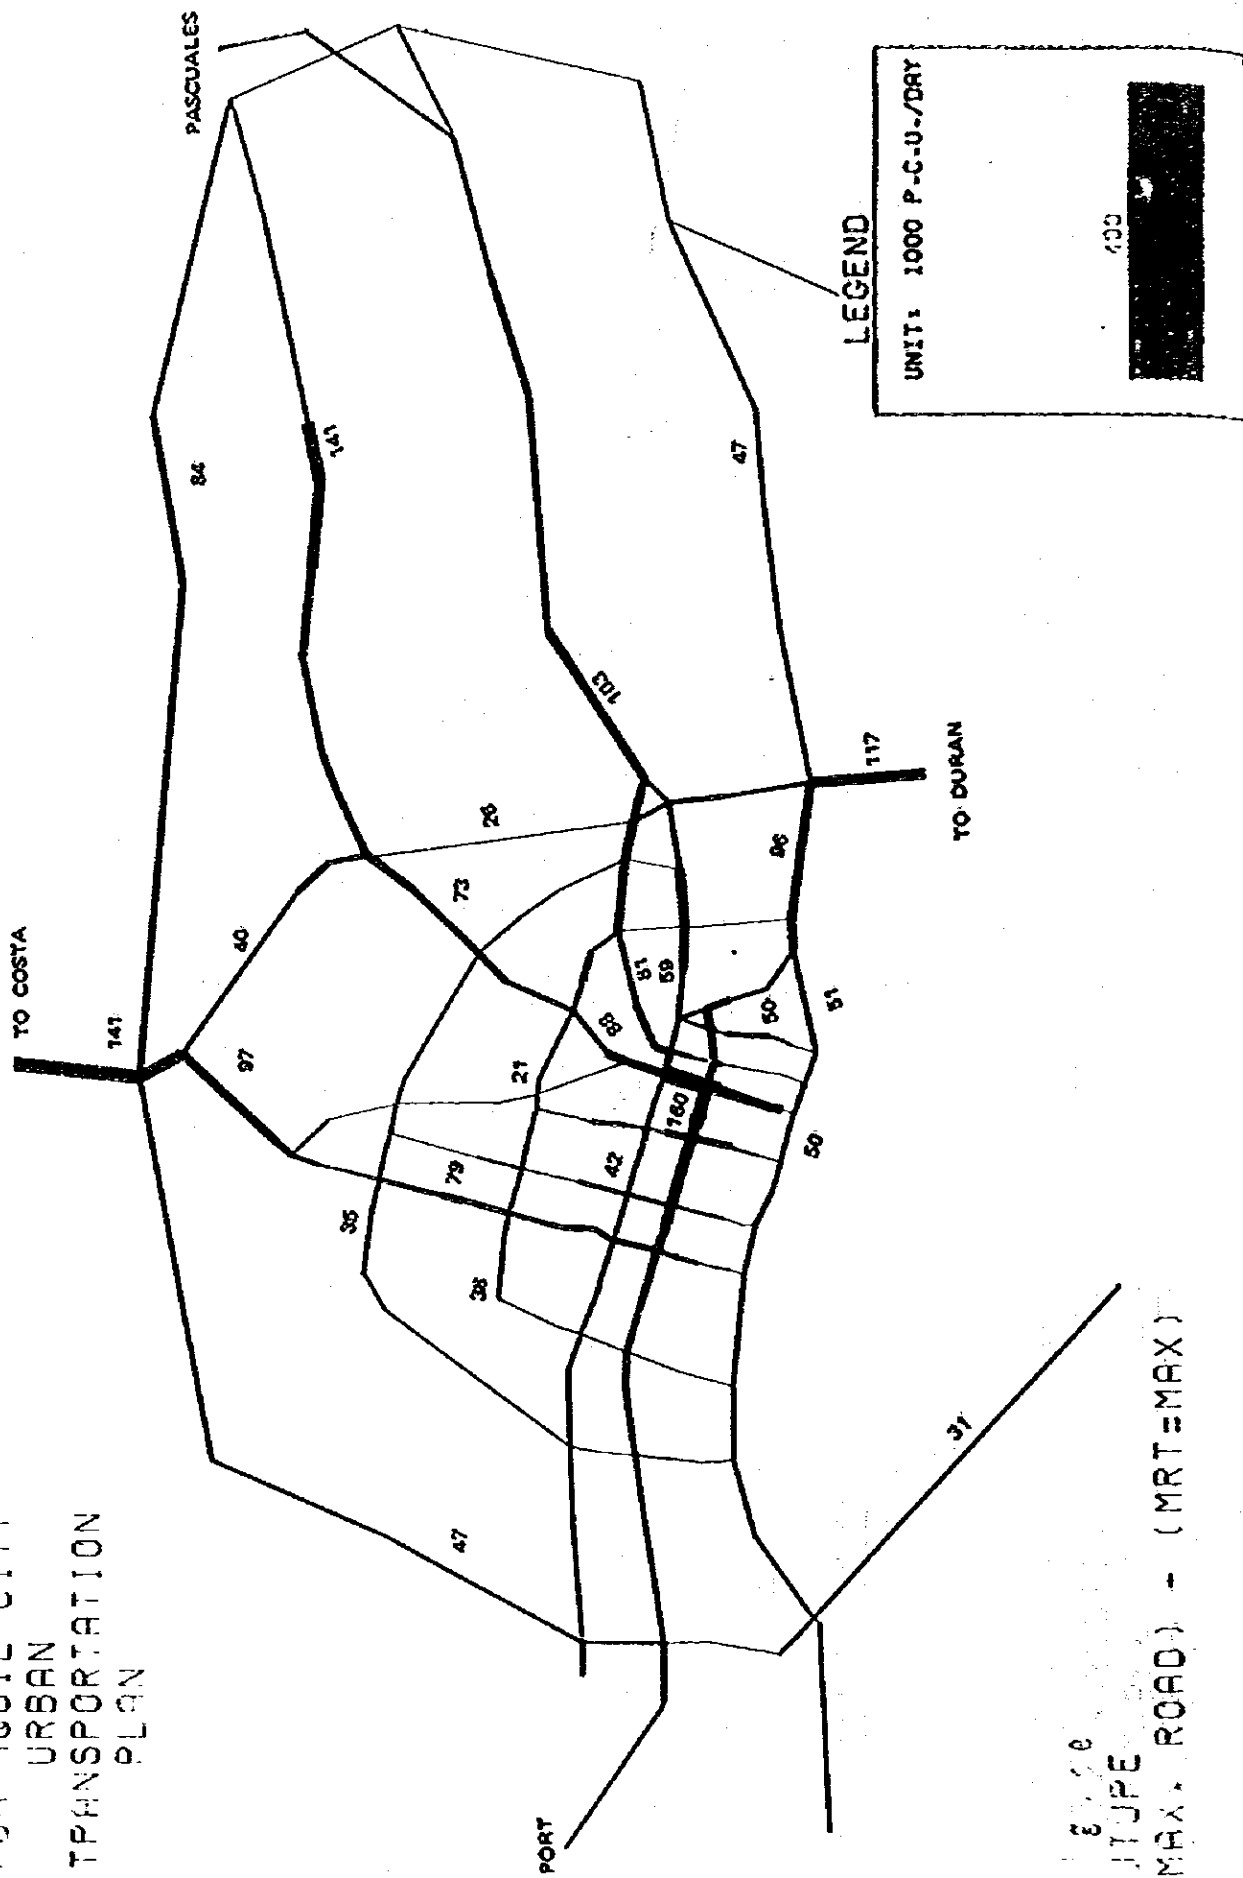 URBAN
TRANSPORTATION
PLAN
TO COSTA
141
PASCUALES
84
141
97
40
26
73
103
47
35
79
21
88
81
59
38
42
160
50
96
117
TO DURAN
51
50
47
31
PORT
LEGEND
UNIT: 1000 P.C.U./DAY
400
MAX. ROAD) - (MRT=MAX)